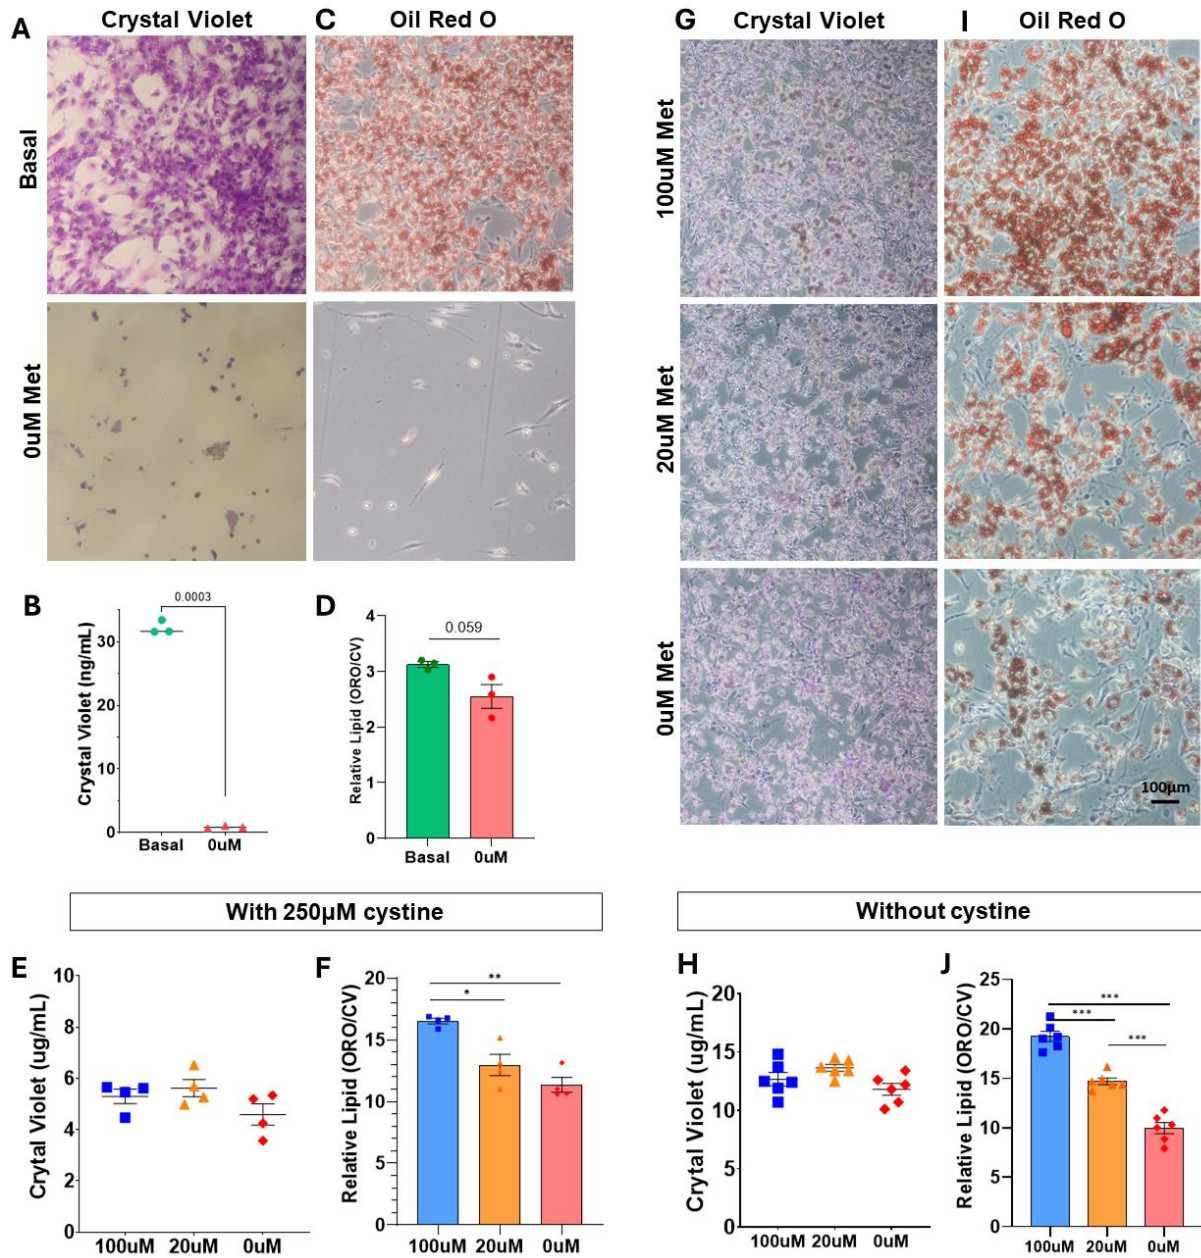 A
Crystal Violet
C
Oil Red O
Basal
0uM Met
B
Crystal Violet (ng/mL)
30
20
10
0
0.0003
Basal
0uM
D
Relative Lipid (ORO/CV)
4
3
2
1
0
0.059
Basal
0uM
With 250µM cystine
E
Crytal Violet (ug/mL)
10
8
6
4
2
0
100uM
20uM
0uM
F
Relative Lipid (ORO/CV)
20
15
10
5
0
**
*
100uM
20uM
0uM
G
Crystal Violet
I
Oil Red O
100uM Met
20uM Met
0uM Met
100µm
Without cystine
H
Crytal Violet (ug/mL)
20
15
10
5
0
100uM
20uM
0uM
J
Relative Lipid (ORO/CV)
25
20
15
10
5
0
***
***
***
100uM
20uM
0uM